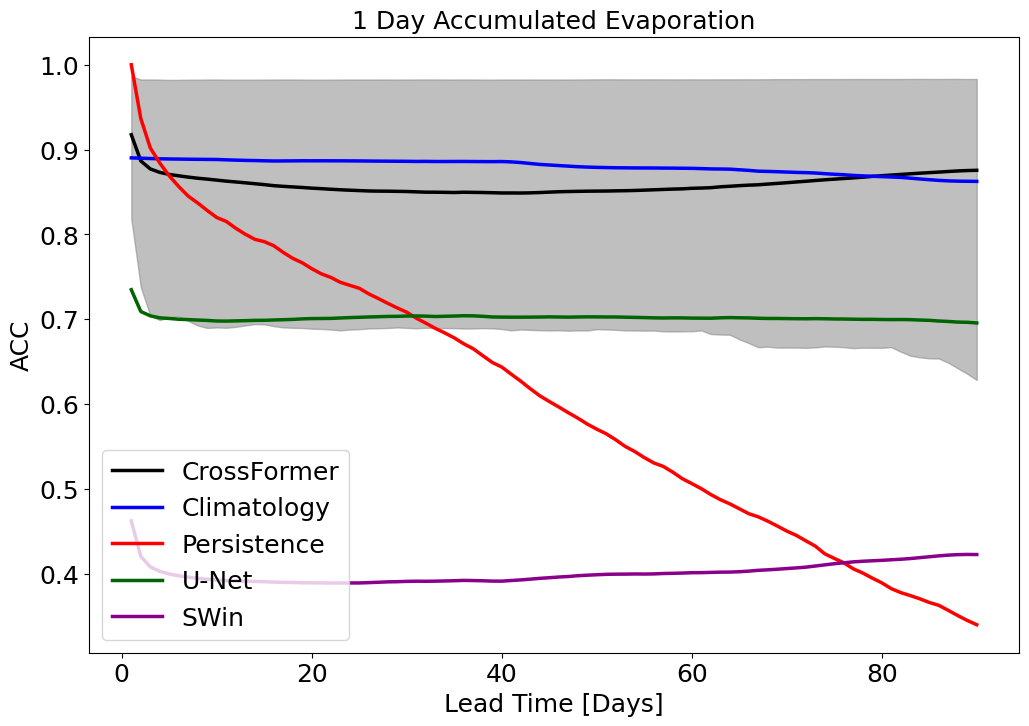 1 Day Accumulated Evaporation
1.0
0.9
0.8
0.7
0.6
0.5
0.4
ACC
CrossFormer
Climatology
Persistence
U-Net
SWin
0
20
40
60
80
Lead Time [Days]